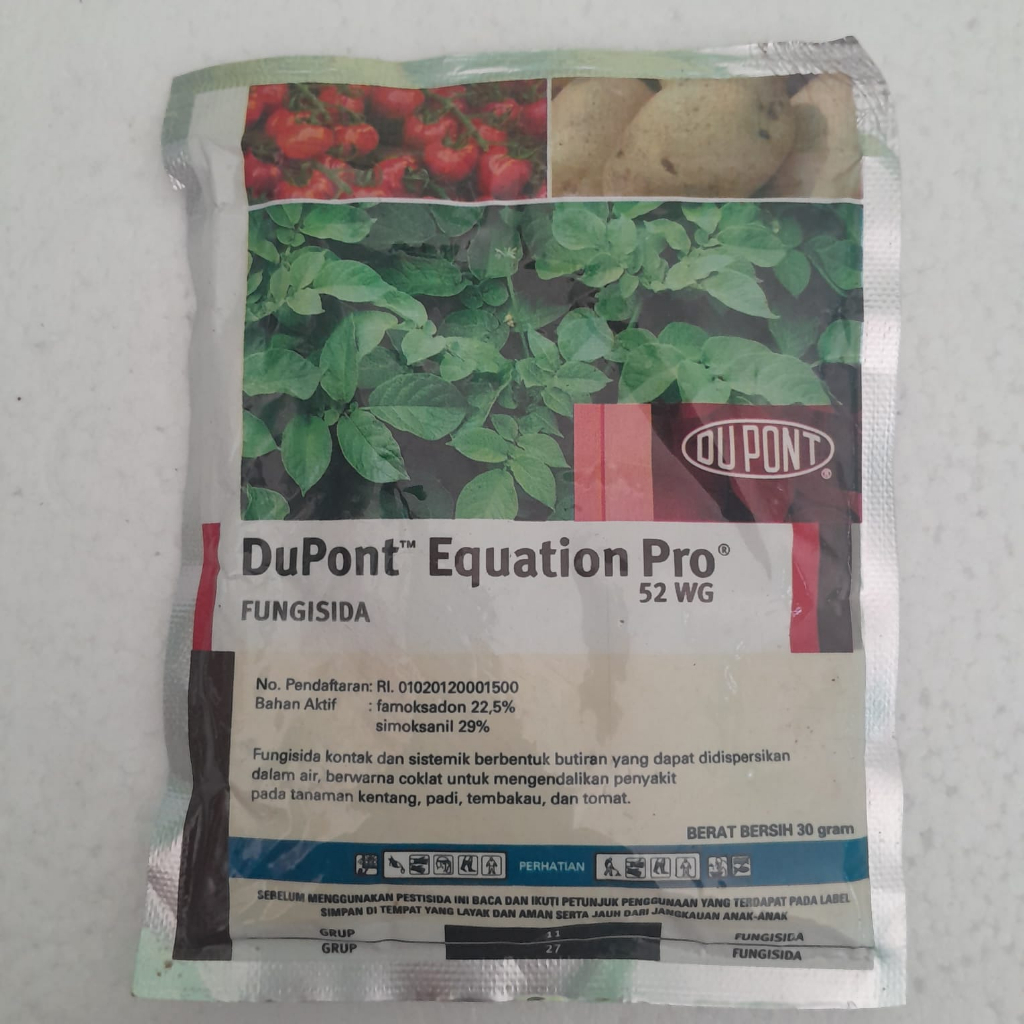 DU PONT®
DuPont™ Equation Pro®
52 WG
FUNGISIDA
No. Pendaftaran: RI. 01020120001500
Bahan Aktif : famoksadon 22,5%
simoksanil 29%
Fungisida kontak dan sistemik berbentuk butiran yang dapat didispersikan
dalam air, berwarna coklat untuk mengendalikan penyakit
pada tanaman kentang, padi, tembakau, dan tomat.
BERAT BERSIH 30 gram
PERHATIAN
SEBELUM MENGGUNAKAN PESTISIDA INI BACA DAN IKUTI PETUNJUK PENGGUNAAN YANG TERDAPAT PADA LABEL
SIMPAN DI TEMPAT YANG LAYAK DAN AMAN SERTA JAUH DARI JANGKAUAN ANAK-ANAK
GRUP 11 FUNGISIDA
GRUP 27 FUNGISIDA